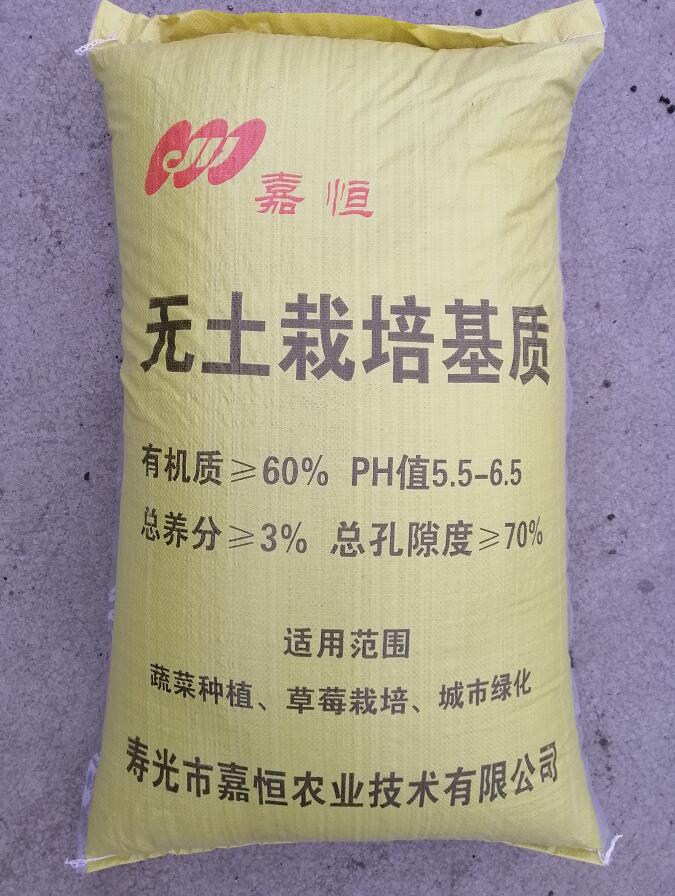 嘉恒
无土栽培基质
有机质≥60% PH值5.5-6.5
总养分≥3% 总孔隙度≥70%
适用范围
蔬菜种植、草莓栽培、城市绿化
寿光市嘉恒农业技术有限公司